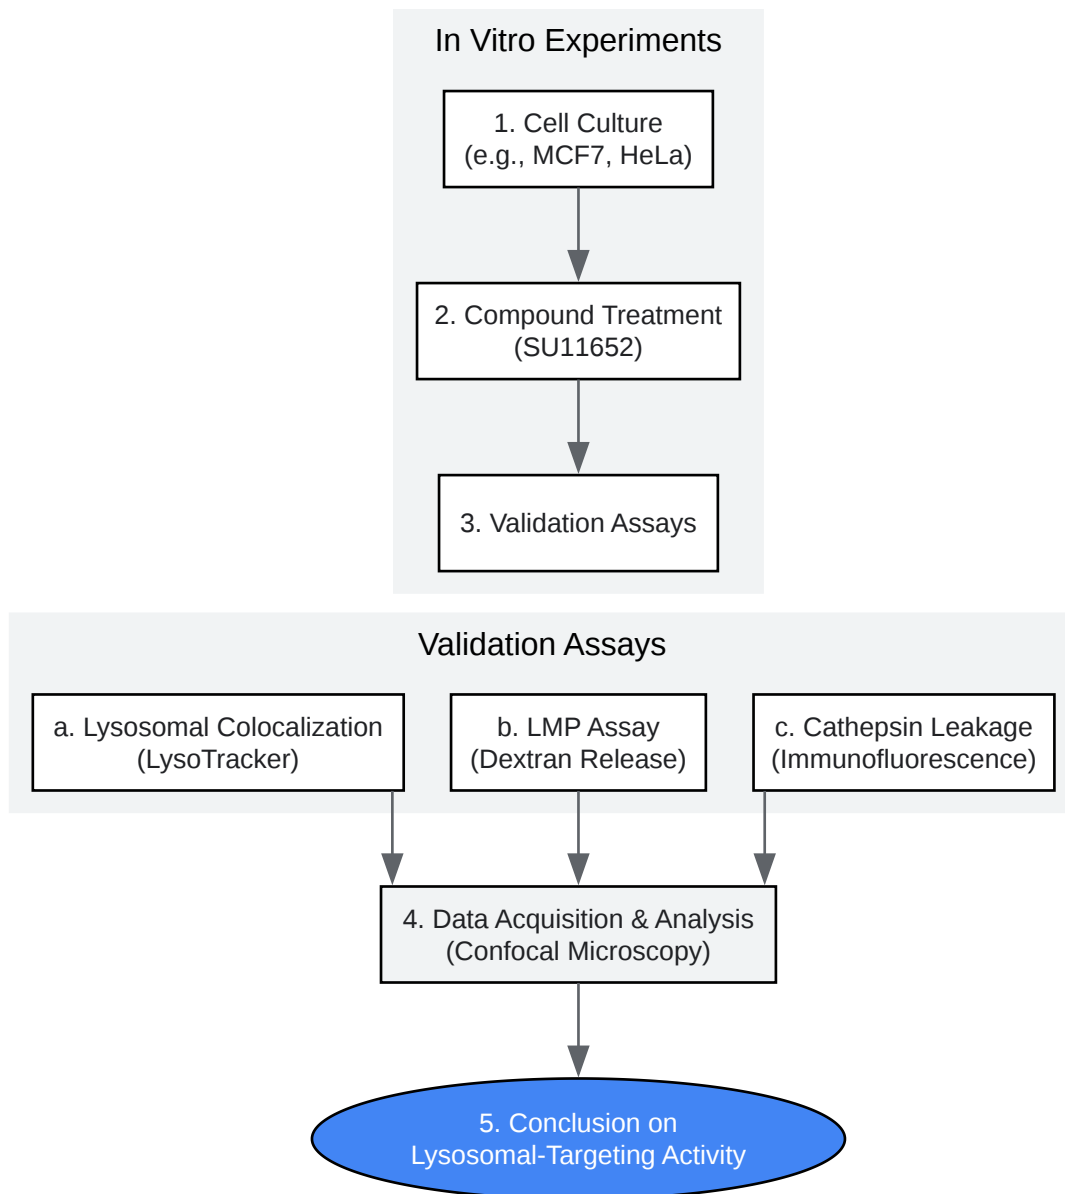 In Vitro Experiments
1. Cell Culture
(e.g., MCF7, HeLa)
2. Compound Treatment
(SU11652)
3. Validation Assays
Validation Assays
a. Lysosomal Colocalization
(LysoTracker)
b. LMP Assay
(Dextran Release)
c. Cathepsin Leakage
(Immunofluorescence)
4. Data Acquisition & Analysis
(Confocal Microscopy)
5. Conclusion on
Lysosomal-Targeting Activity